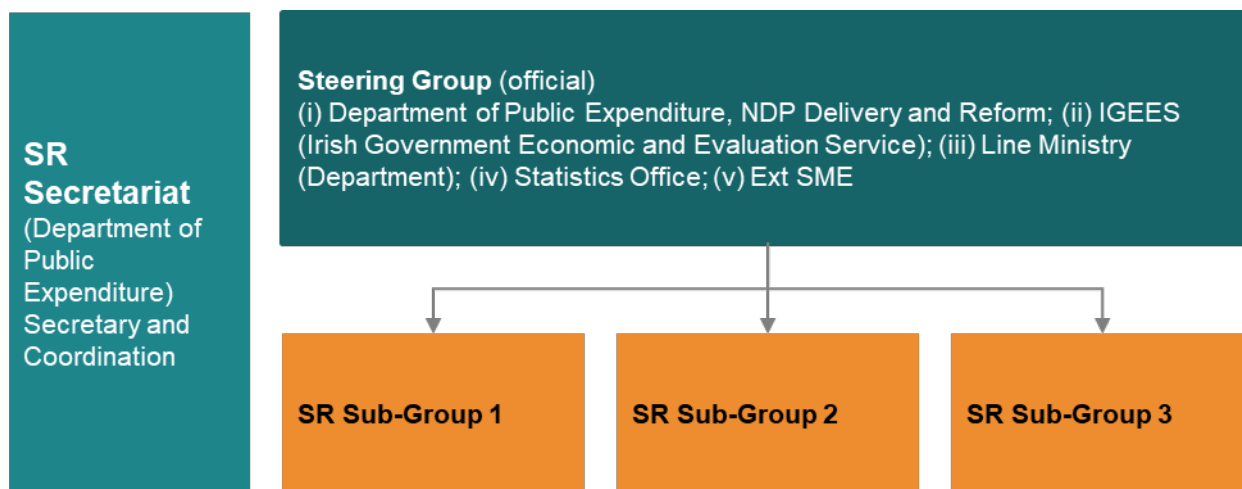 SR
Secretariat
(Department of
Public
Expenditure)
Secretary and
Coordination
Steering Group (official)
(i) Department of Public Expenditure, NDP Delivery and Reform; (ii) IGEES
(Irish Government Economic and Evaluation Service); (iii) Line Ministry
(Department); (iv) Statistics Office; (v) Ext SME
SR Sub-Group 1
SR Sub-Group 2
SR Sub-Group 3